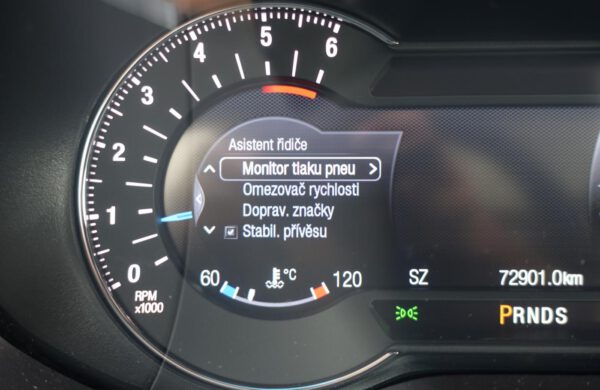 6
5
4
3
2
1
0
RPM
x1000
Asistent řidiče
Monitor tlaku pneu >
Omezovač rychlosti
Doprav. značky
Stabil. přívěsu
60 °C 120
SZ 72901.0km
PRNDS